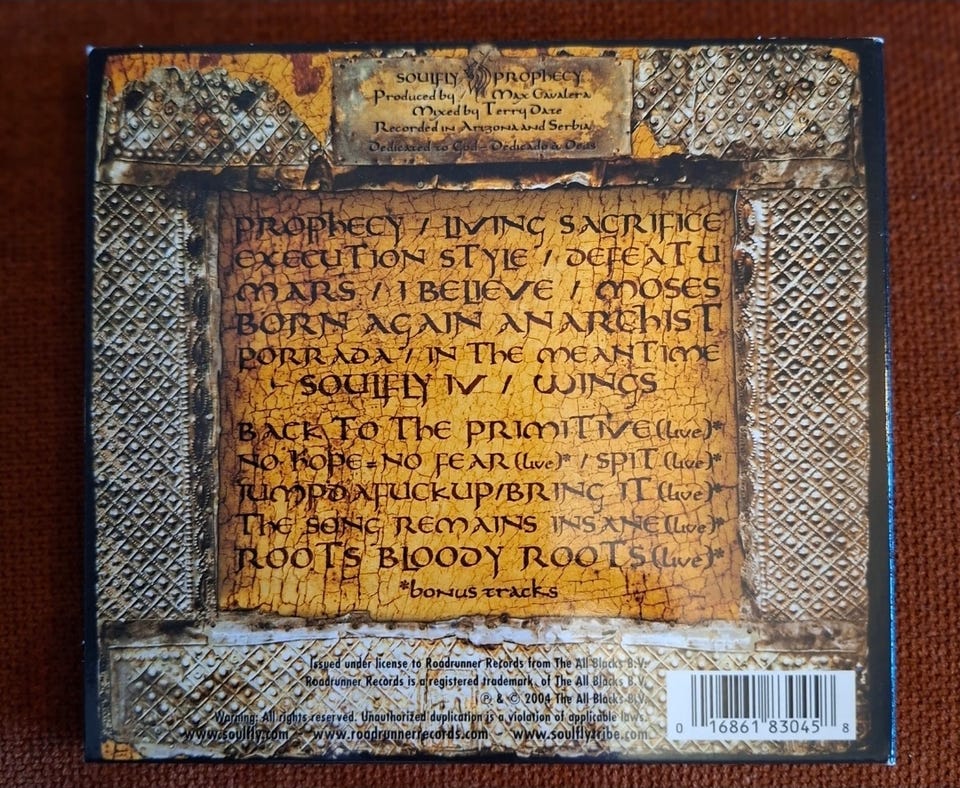 SOULFLY PROPHECY
Produced by Max Cavalera
Mixed by Terry Date
Recorded in Arizona and Serbia
Dedicated to God - Dedicado a Deus
PROPHECY / LIVING SACRIFICE
EXECUTION STYLE / DEFEAT U
MARS / I BELIEVE / MOSES
BORN AGAIN ANARCHIST
PORRADA / IN THE MEANTIME
SOULFLY IV / WINGS
BACK TO THE PRIMITIVE (live)*
NO HOPE = NO FEAR (live)* / SPIT (live)*
JUMPDAFUCKUP/BRING IT (live)*
THE SONG REMAINS INSANE (live)*
ROOTS BLOODY ROOTS (live)*
*bonus tracks
Issued under license to Roadrunner Records from The All Blacks B.V.
Roadrunner Records is a registered trademark of The All Blacks B.V.
℗ & © 2004 The All Blacks B.V.
Warning: All rights reserved. Unauthorized duplication is a violation of applicable laws.
www.soulfly.com - www.roadrunnerrecords.com - www.soulflytribe.com
0 16861 83045 8